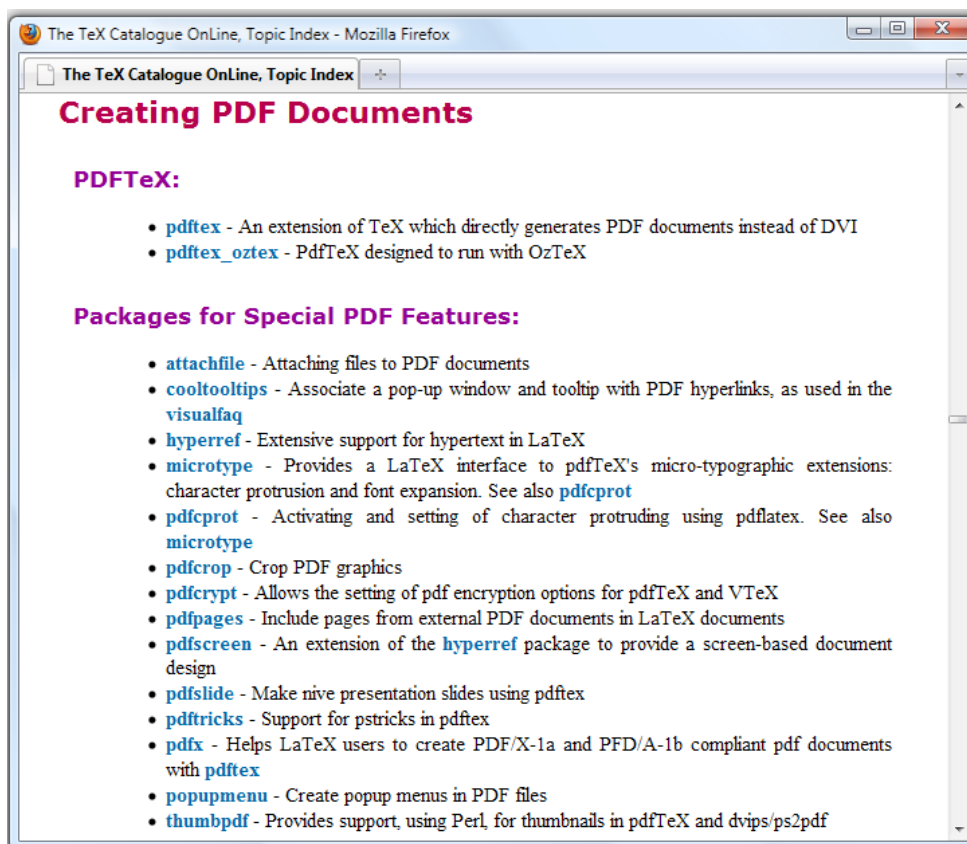 The TeX Catalogue OnLine, Topic Index - Mozilla Firefox
The TeX Catalogue OnLine, Topic Index
Creating PDF Documents
PDFTeX:
• pdftex - An extension of TeX which directly generates PDF documents instead of DVI
• pdftex_oztex - PdfTeX designed to run with OzTeX
Packages for Special PDF Features:
• attachfile - Attaching files to PDF documents
• cooltooltips - Associate a pop-up window and tooltip with PDF hyperlinks, as used in the
visualfaq
• hyperref - Extensive support for hypertext in LaTeX
• microtype - Provides a LaTeX interface to pdfTeX's micro-typographic extensions:
character protrusion and font expansion. See also pdfcprot
• pdfcprot - Activating and setting of character protruding using pdflatex. See also
microtype
• pdfcrop - Crop PDF graphics
• pdfcrypt - Allows the setting of pdf encryption options for pdfTeX and VTeX
• pdfpages - Include pages from external PDF documents in LaTeX documents
• pdfscreen - An extension of the hyperref package to provide a screen-based document
design
• pdfslide - Make nive presentation slides using pdftex
• pdftricks - Support for pstricks in pdftex
• pdfx - Helps LaTeX users to create PDF/X-1a and PFD/A-1b compliant pdf documents
with pdftex
• popupmenu - Create popup menus in PDF files
• thumbpdf - Provides support, using Perl, for thumbnails in pdfTeX and dvips/ps2pdf